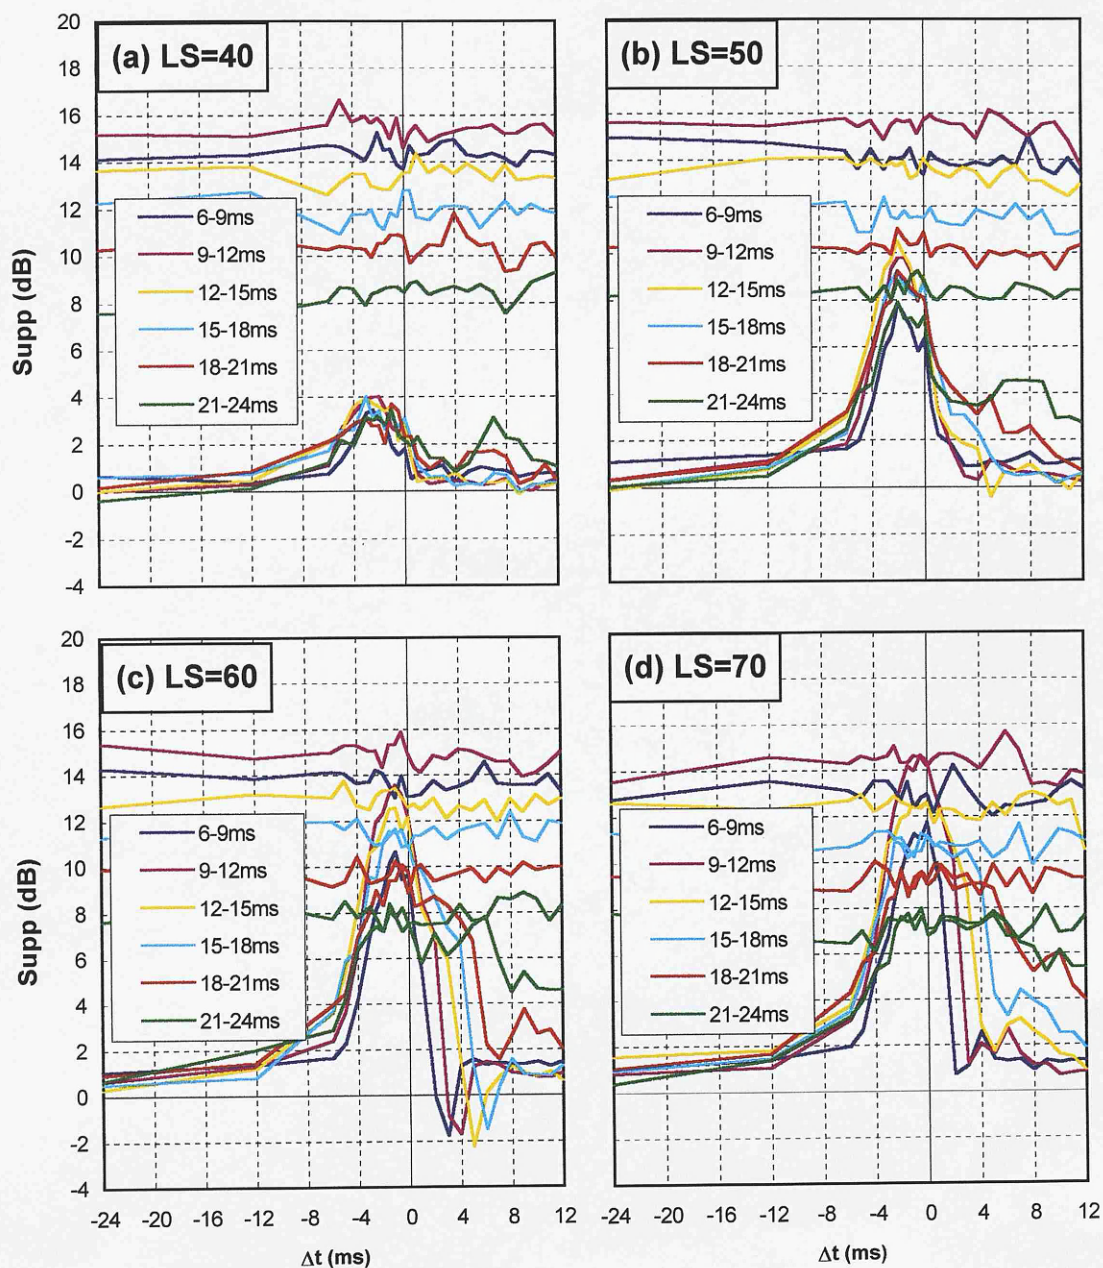 (a) LS=40
(b) LS=50
Supp (dB)
20
18
16
14
12
10
8
6
4
2
0
-2
-4
6-9ms
9-12ms
12-15ms
15-18ms
18-21ms
21-24ms
6-9ms
9-12ms
12-15ms
15-18ms
18-21ms
21-24ms
(c) LS=60
(d) LS=70
Supp (dB)
20
18
16
14
12
10
8
6
4
2
0
-2
-4
6-9ms
9-12ms
12-15ms
15-18ms
18-21ms
21-24ms
6-9ms
9-12ms
12-15ms
15-18ms
18-21ms
21-24ms
-24 -20 -16 -12 -8 -4 0 4 8 12
-24 -20 -16 -12 -8 -4 0 4 8 12
Δt (ms)
Δt (ms)